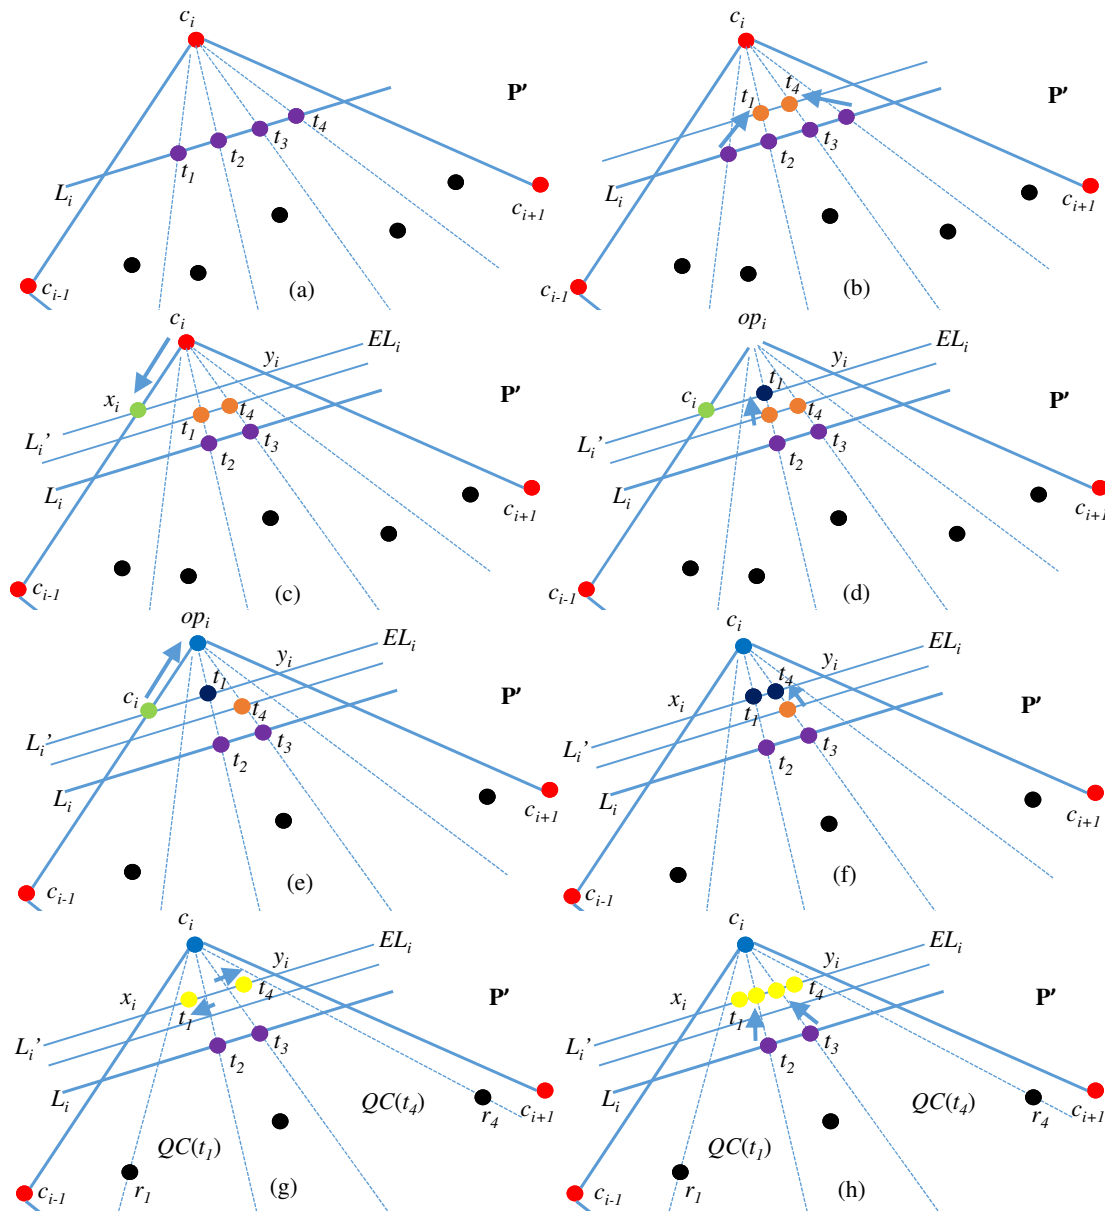 c_i c_i
P' P'
t_1 t_2 t_3 t_4 t_1 t_4 t_2 t_3
L_i L_i
c_{i+1} c_{i+1}
c_{i-1} (a) c_{i-1} (b)
c_i op_i
EL_i EL_i
y_i y_i
P' P'
x_i c_i
t_1 t_4 t_1 t_4
L_i' L_i'
t_2 t_3 t_2 t_3
L_i L_i
c_{i+1} c_{i+1}
c_{i-1} (c) c_{i-1} (d)
op_i c_i
EL_i EL_i
y_i y_i
c_i t_1 P' x_i t_4 P'
t_4 t_1
L_i' L_i'
t_2 t_3 t_2 t_3
L_i L_i
c_{i+1} c_{i+1}
c_{i-1} (e) c_{i-1} (f)
c_i c_i
EL_i EL_i
y_i y_i
x_i t_4 P' x_i t_4 P'
t_1 t_1
L_i' L_i'
t_2 t_3 t_2 t_3
L_i QC(t_4) L_i QC(t_4)
r_4 c_{i+1} r_4 c_{i+1}
QC(t_1) QC(t_1)
c_{i-1} r_1 (g) c_{i-1} r_1 (h)